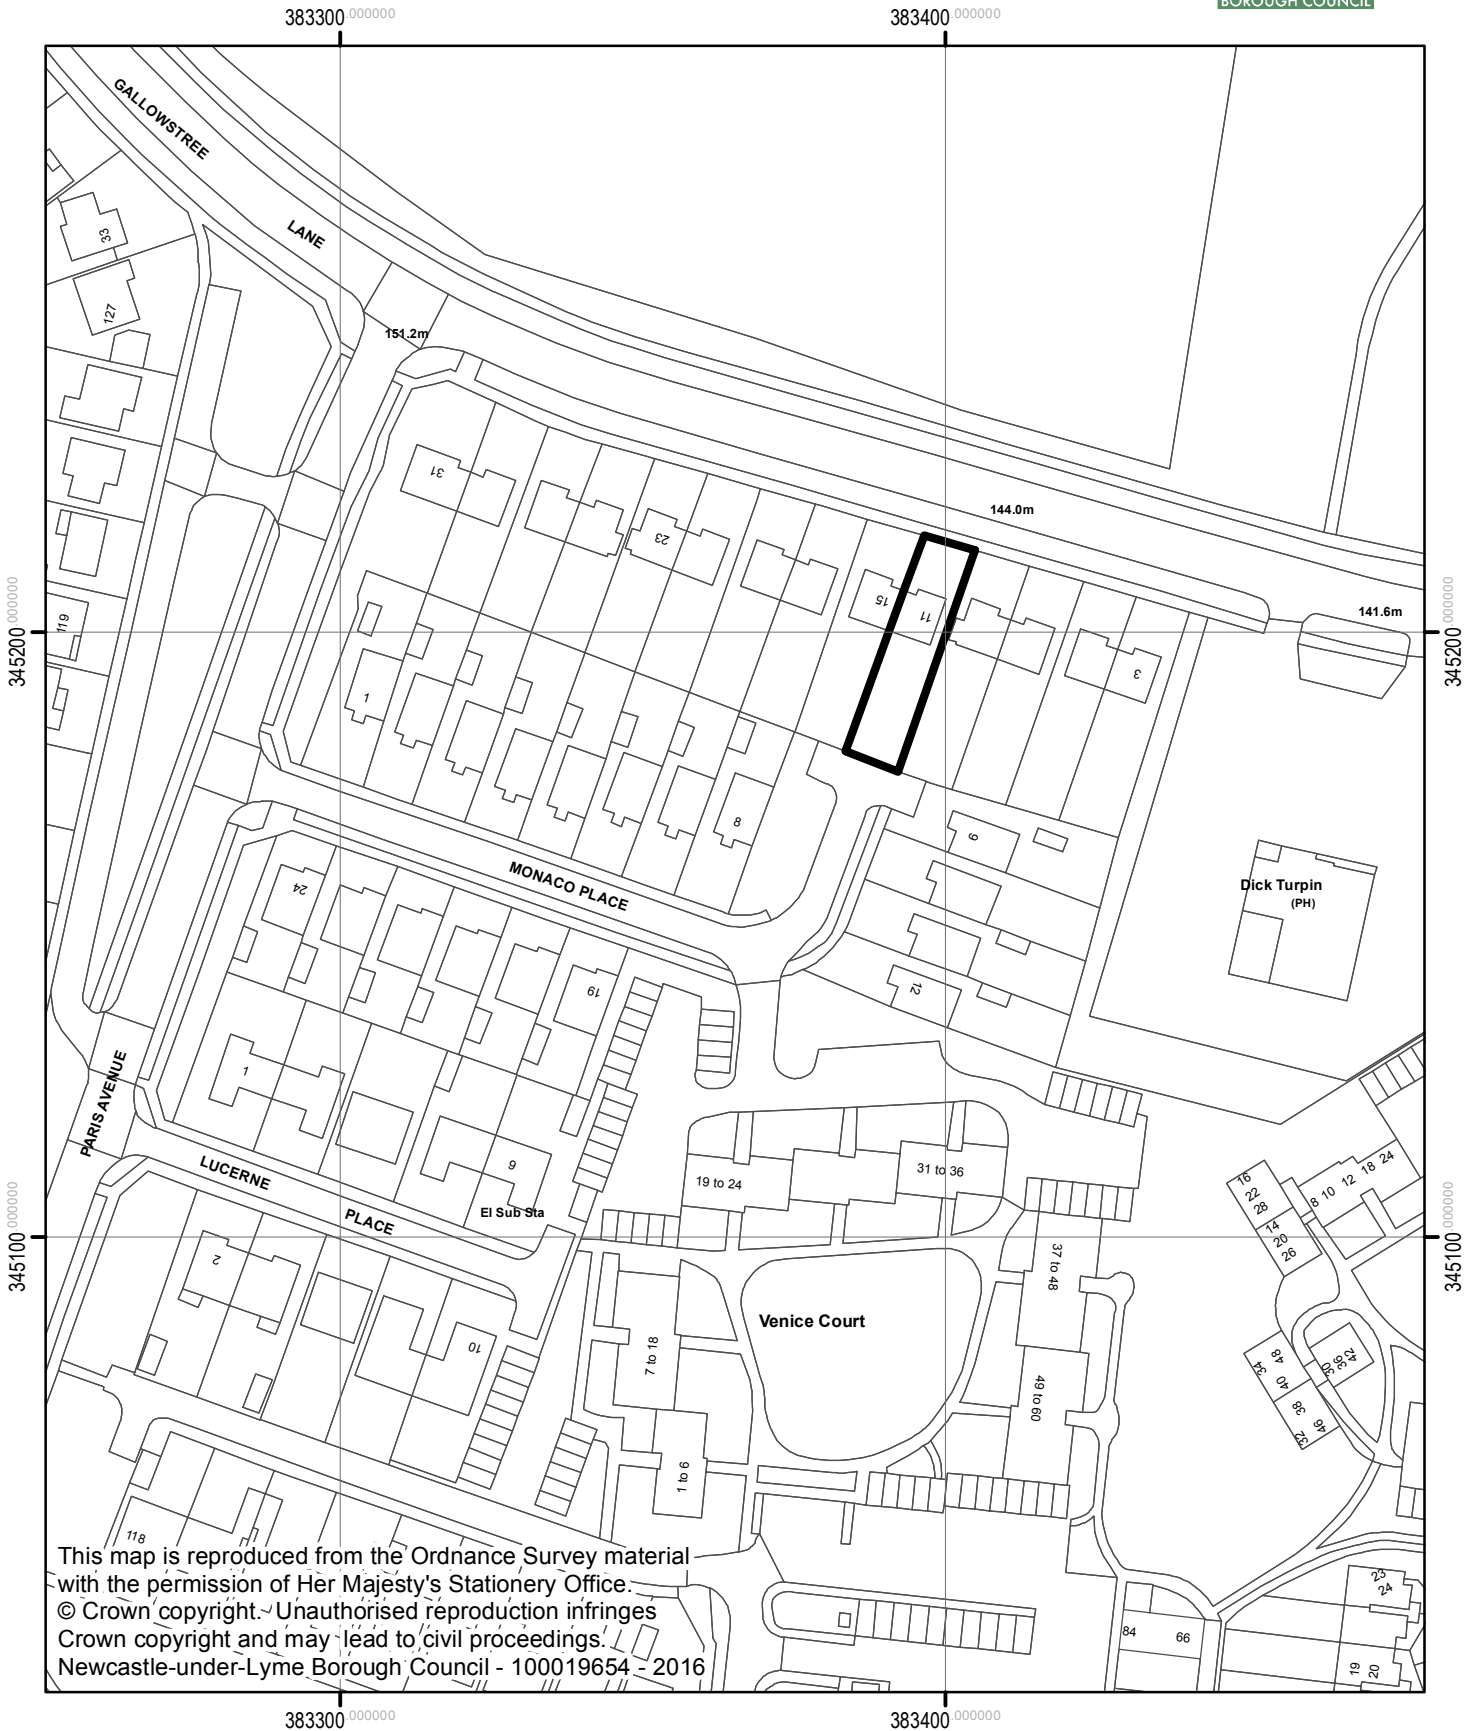 BOROUGH COUNCIL
383300.000000
383400.000000
GALLOWSTREE
LANE
33
127
151.2m
31
23
144.0m
15
11
141.6m
119
345200.000000
345200.000000
3
1
8
9
MONACO PLACE
24
Dick Turpin
(PH)
19
12
1
PARIS AVENUE
LUCERNE
PLACE
9
El Sub Sta
19 to 24
31 to 36
16
22
28
14
20
26
8
10
12
18
24
345100.000000
345100.000000
2
37 to 48
Venice Court
7 to 18
10
49 to 60
34
48
40
38
32
46
30
36
42
1 to 6
118
23
24
84
66
19
20
This map is reproduced from the Ordnance Survey material
with the permission of Her Majesty's Stationery Office.
© Crown copyright. Unauthorised reproduction infringes
Crown copyright and may lead to civil proceedings.
Newcastle-under-Lyme Borough Council - 100019654 - 2016
383300.000000
383400.000000